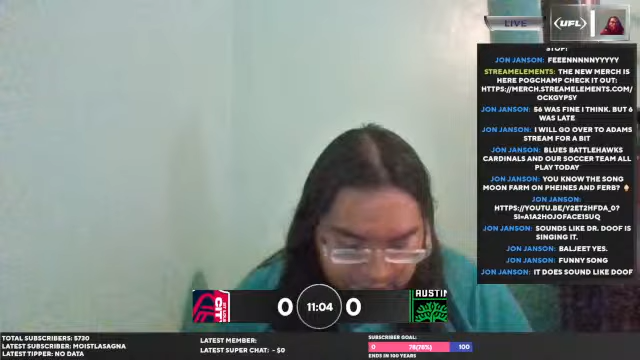 LIVE
UFL
STOP!
JON JANSON: FEEENNNNNYYYYY
STREAMELEMENTS: THE NEW MERCH IS
HERE POGCHAMP CHECK IT OUT:
HTTPS://MERCH.STREAMELEMENTS.COM/
OCKGYPSY
JON JANSON: 56 WAS FINE I THINK. BUT 6
WAS LATE
JON JANSON: I WILL GO OVER TO ADAMS
STREAM FOR A BIT
JON JANSON: BLUES BATTLEHAWKS
CARDINALS AND OUR SOCCER TEAM ALL
PLAY TODAY
JON JANSON: YOU KNOW THE SONG
MOON FARM ON PHEINES AND FERB?
JON JANSON:
HTTPS://YOUTU.BE/Y2ET2HFDA_0?
SI=A1A2HOJOFACE1SUQ
JON JANSON: SOUNDS LIKE DR. DOOF IS
SINGING IT.
JON JANSON: BALJEET YES.
JON JANSON: FUNNY SONG
JON JANSON: IT DOES SOUND LIKE DOOF
CITY
0 11:04 0
AUSTIN
TOTAL SUBSCRIBERS: 5730
LATEST SUBSCRIBER: MOISTLASAGNA
LATEST TIPPER: NO DATA
LATEST MEMBER:
LATEST SUPER CHAT: - $0
SUBSCRIBER GOAL:
0 76(76%) 100
ENDS IN 199 YEARS